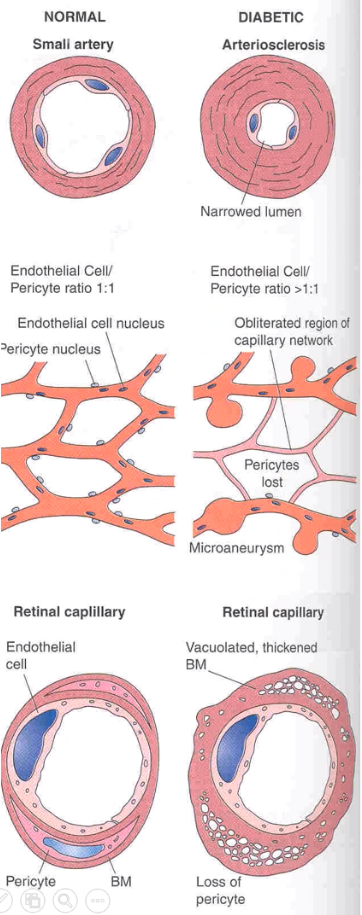 NORMAL
DIABETIC
Small artery
Arteriosclerosis
Narrowed lumen
Endothelial Cell/
Pericyte ratio 1:1
Endothelial Cell/
Pericyte ratio >1:1
Endothelial cell nucleus
Pericyte nucleus
Obliterated region of
capillary network
Pericytes
lost
Microaneurysm
Retinal caplillary
Retinal capillary
Endothelial
cell
Vacuolated, thickened
BM
Pericyte
BM
Loss of
pericyte